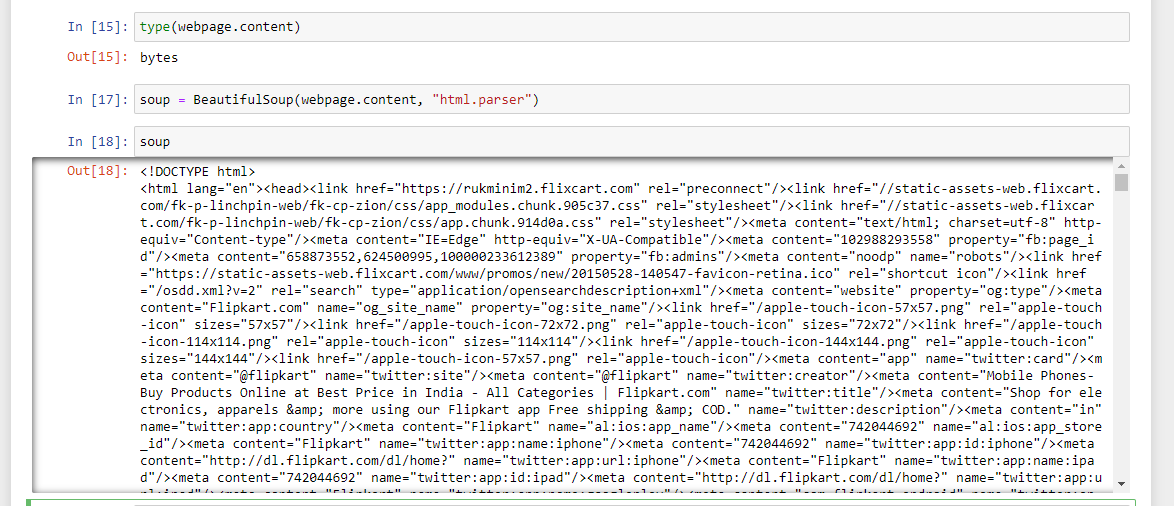 In [15]: type(webpage.content)
Out[15]: bytes
In [17]: soup = BeautifulSoup(webpage.content, "html.parser")
In [18]: soup
Out[18]: <!DOCTYPE html>
<html lang="en"><head><link href="https://rukminim2.flixcart.com" rel="preconnect"/><link href="//static-assets-web.flixcart.
com/fk-p-linchpin-web/fk-cp-zion/css/app_modules.chunk.905c37.css" rel="stylesheet"/><link href="//static-assets-web.flixcar
t.com/fk-p-linchpin-web/fk-cp-zion/css/app.chunk.914d0a.css" rel="stylesheet"/><meta content="text/html; charset=utf-8" http-
equiv="Content-type"/><meta content="IE=Edge" http-equiv="X-UA-Compatible"/><meta content="102988293558" property="fb:page_i
d"/><meta content="658873552,624500995,100000233612389" property="fb:admins"/><meta content="noodp" name="robots"/><link href
="https://static-assets-web.flixcart.com/www/promos/new/20150528-140547-favicon-retina.ico" rel="shortcut icon"/><link href
="/osdd.xml?v=2" rel="search" type="application/opensearchdescription+xml"/><meta content="website" property="og:type"/><meta
content="Flipkart.com" name="og_site_name" property="og:site_name"/><link href="/apple-touch-icon-57x57.png" rel="apple-touch
-icon" sizes="57x57"/><link href="/apple-touch-icon-72x72.png" rel="apple-touch-icon" sizes="72x72"/><link href="/apple-touch
-icon-114x114.png" rel="apple-touch-icon" sizes="114x114"/><link href="/apple-touch-icon-144x144.png" rel="apple-touch-icon"
sizes="144x144"/><link href="/apple-touch-icon-57x57.png" rel="apple-touch-icon"/><meta content="app" name="twitter:card"/><m
eta content="@flipkart" name="twitter:site"/><meta content="@flipkart" name="twitter:creator"/><meta content="Mobile Phones-
Buy Products Online at Best Price in India - All Categories | Flipkart.com" name="twitter:title"/><meta content="Shop for ele
ctronics, apparels &amp; more using our Flipkart app Free shipping &amp; COD." name="twitter:description"/><meta content="in"
name="twitter:app:country"/><meta content="Flipkart" name="al:ios:app_name"/><meta content="742044692" name="al:ios:app_store
_id"/><meta content="Flipkart" name="twitter:app:name:iphone"/><meta content="742044692" name="twitter:app:id:iphone"/><meta
content="http://dl.flipkart.com/dl/home?" name="twitter:app:url:iphone"/><meta content="Flipkart" name="twitter:app:name:ipa
d"/><meta content="742044692" name="twitter:app:id:ipad"/><meta content="http://dl.flipkart.com/dl/home?" name="twitter:app:u